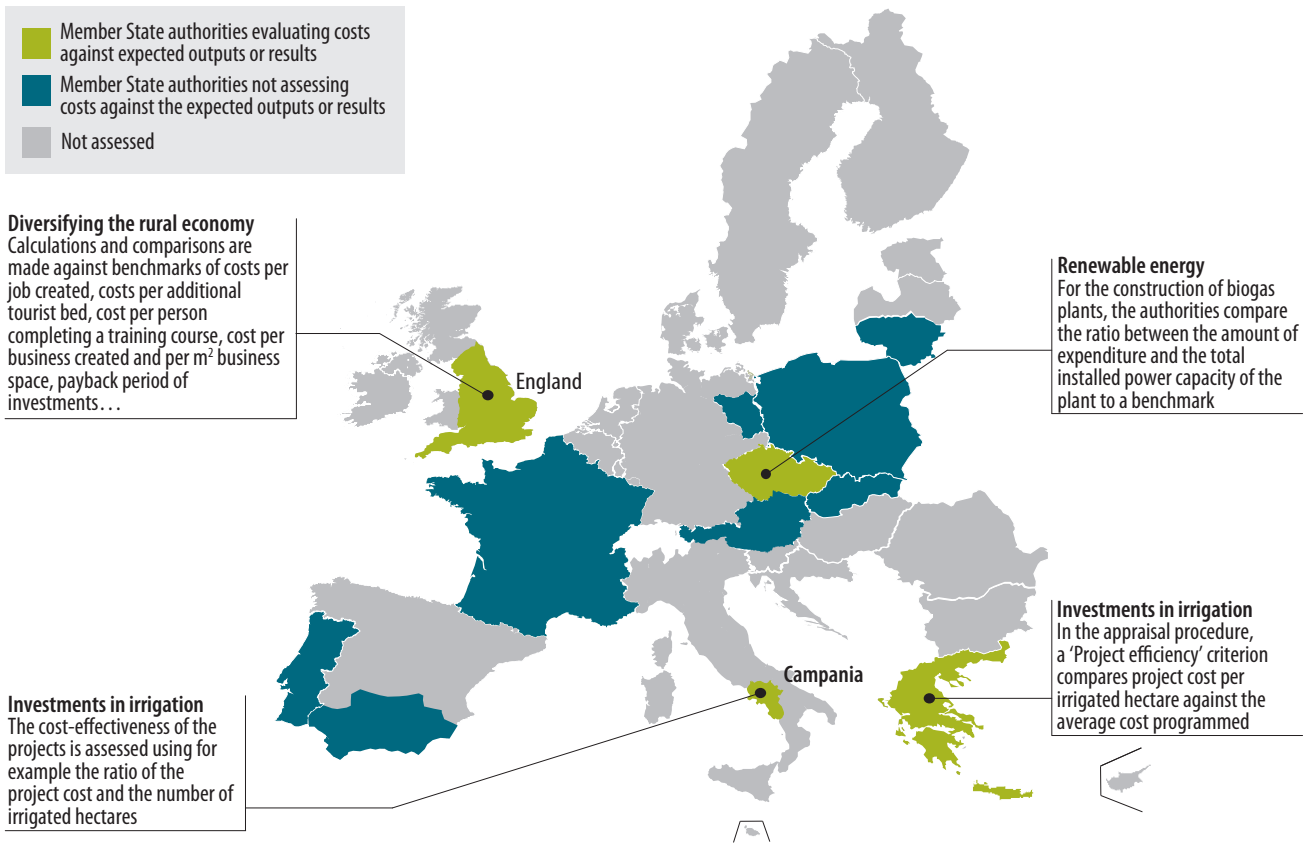 Member State authorities evaluating costs
against expected outputs or results
Member State authorities not assessing
costs against the expected outputs or results
Not assessed
Diversifying the rural economy
Calculations and comparisons are
made against benchmarks of costs per
job created, costs per additional
tourist bed, cost per person
completing a training course, cost per
business created and per m² business
space, payback period of
investments…
England
Renewable energy
For the construction of biogas
plants, the authorities compare
the ratio between the amount of
expenditure and the total
installed power capacity of the
plant to a benchmark
Investments in irrigation
The cost-effectiveness of the
projects is assessed using for
example the ratio of the
project cost and the number of
irrigated hectares
Campania
Investments in irrigation
In the appraisal procedure,
a ‘Project efficiency’ criterion
compares project cost per
irrigated hectare against the
average cost programmed